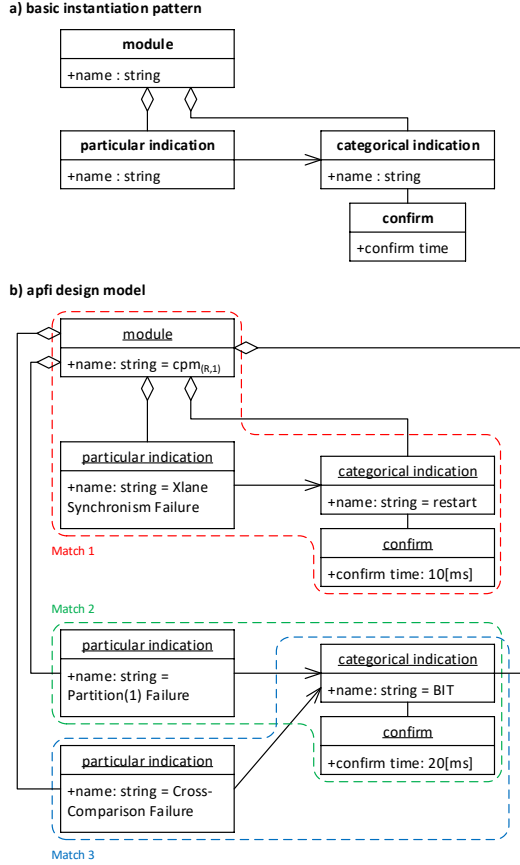 a) basic instantiation pattern
module
+name : string
particular indication
+name : string
categorical indication
+name : string
confirm
+confirm time
b) apfi design model
module
+name: string = cpm(R,1)
particular indication
+name: string = Xlane
Synchronism Failure
categorical indication
+name: string = restart
confirm
+confirm time: 10[ms]
Match 1
Match 2
particular indication
+name: string =
Partition(1) Failure
categorical indication
+name: string = BIT
confirm
+confirm time: 20[ms]
particular indication
+name: string = Cross-
Comparison Failure
Match 3